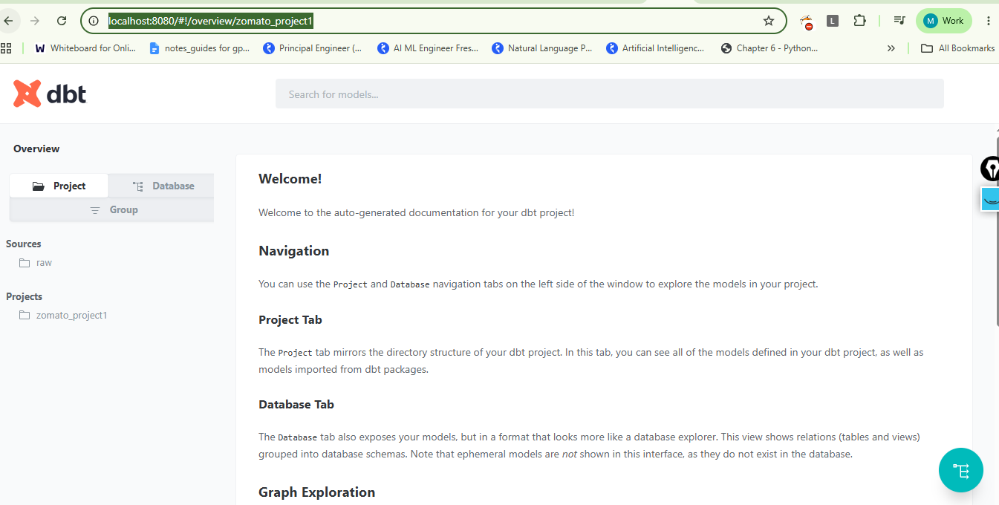 localhost:8080/#!/overview/zomato_project1
L
M Work
W Whiteboard for Onli...
notes_guides for gp...
Principal Engineer (...
AI ML Engineer Fres...
Natural Language P...
Artificial Intelligenc...
Chapter 6 - Python...
»
All Bookmarks
dbt
Search for models...
Overview
Project
Database
Group
Sources
raw
Projects
zomato_project1
Welcome!
Welcome to the auto-generated documentation for your dbt project!
Navigation
You can use the Project and Database navigation tabs on the left side of the window to explore the models in your project.
Project Tab
The Project tab mirrors the directory structure of your dbt project. In this tab, you can see all of the models defined in your dbt project, as well as
models imported from dbt packages.
Database Tab
The Database tab also exposes your models, but in a format that looks more like a database explorer. This view shows relations (tables and views)
grouped into database schemas. Note that ephemeral models are not shown in this interface, as they do not exist in the database.
Graph Exploration